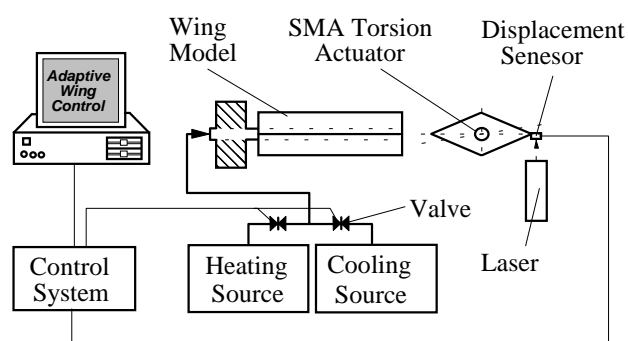 Adaptive
Wing
Control
Wing
Model
SMA Torsion
Actuator
Displacement
Senesor
Valve
Laser
Control
System
Heating
Source
Cooling
Source